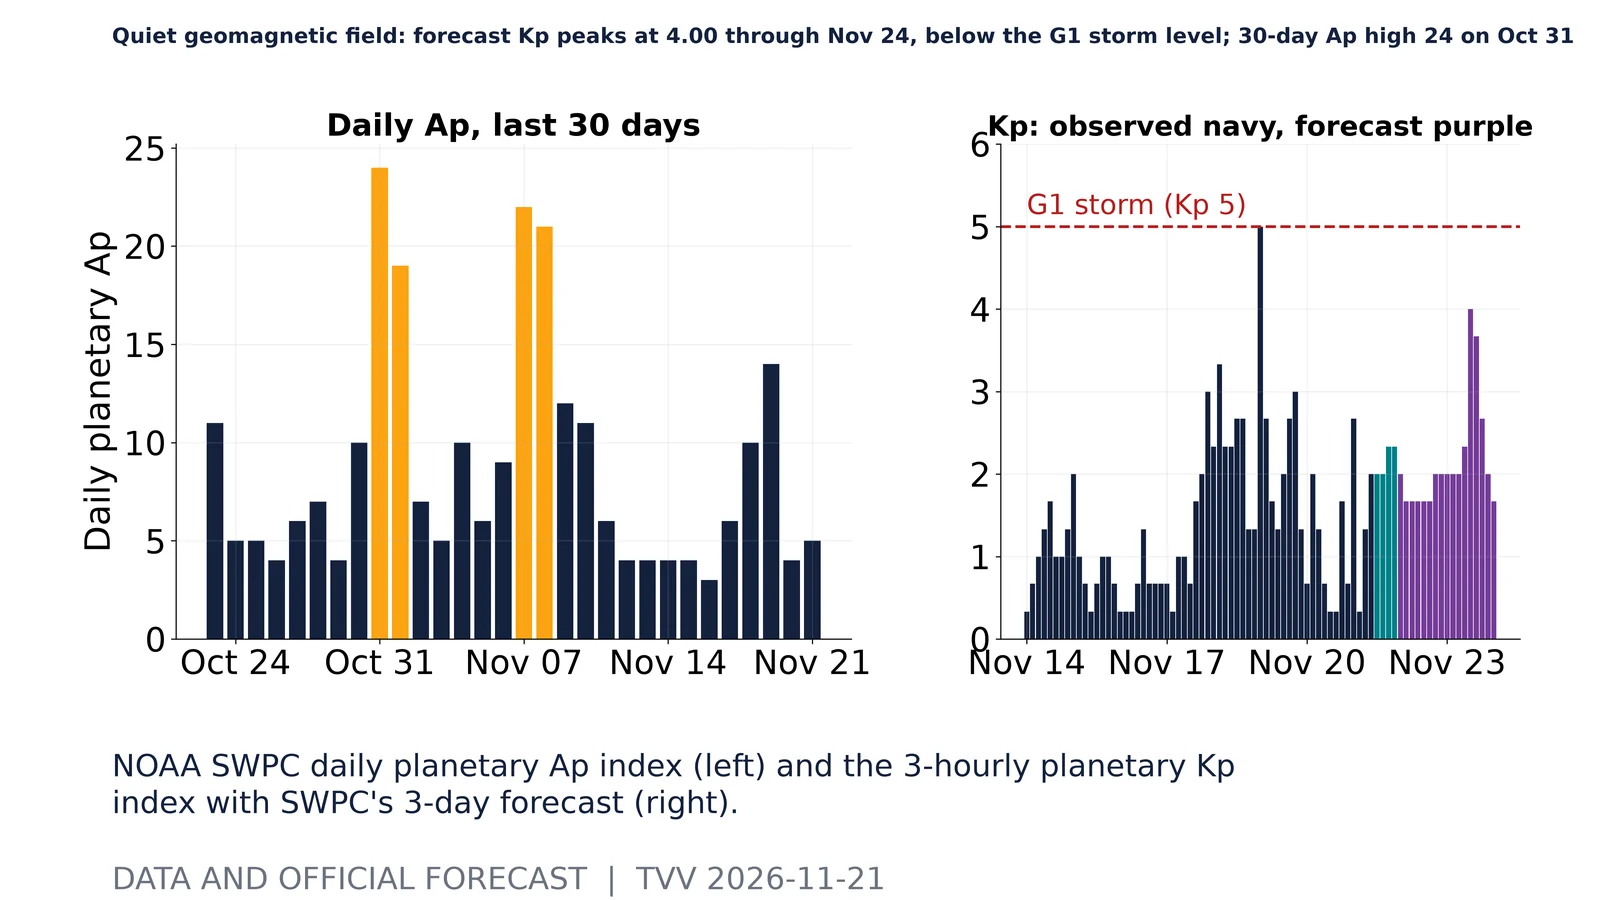 Quiet geomagnetic field: forecast Kp peaks at 4.00 through Nov 24, below the G1 storm level; 30-day Ap high 24 on Oct 31
Daily Ap, last 30 days
Daily planetary Ap
25
20
15
10
5
0
Oct 24 Oct 31 Nov 07 Nov 14 Nov 21
Kp: observed navy, forecast purple
G1 storm (Kp 5)
6
5
4
3
2
1
0
Nov 14 Nov 17 Nov 20 Nov 23
NOAA SWPC daily planetary Ap index (left) and the 3-hourly planetary Kp
index with SWPC's 3-day forecast (right).
DATA AND OFFICIAL FORECAST | TVV 2026-11-21